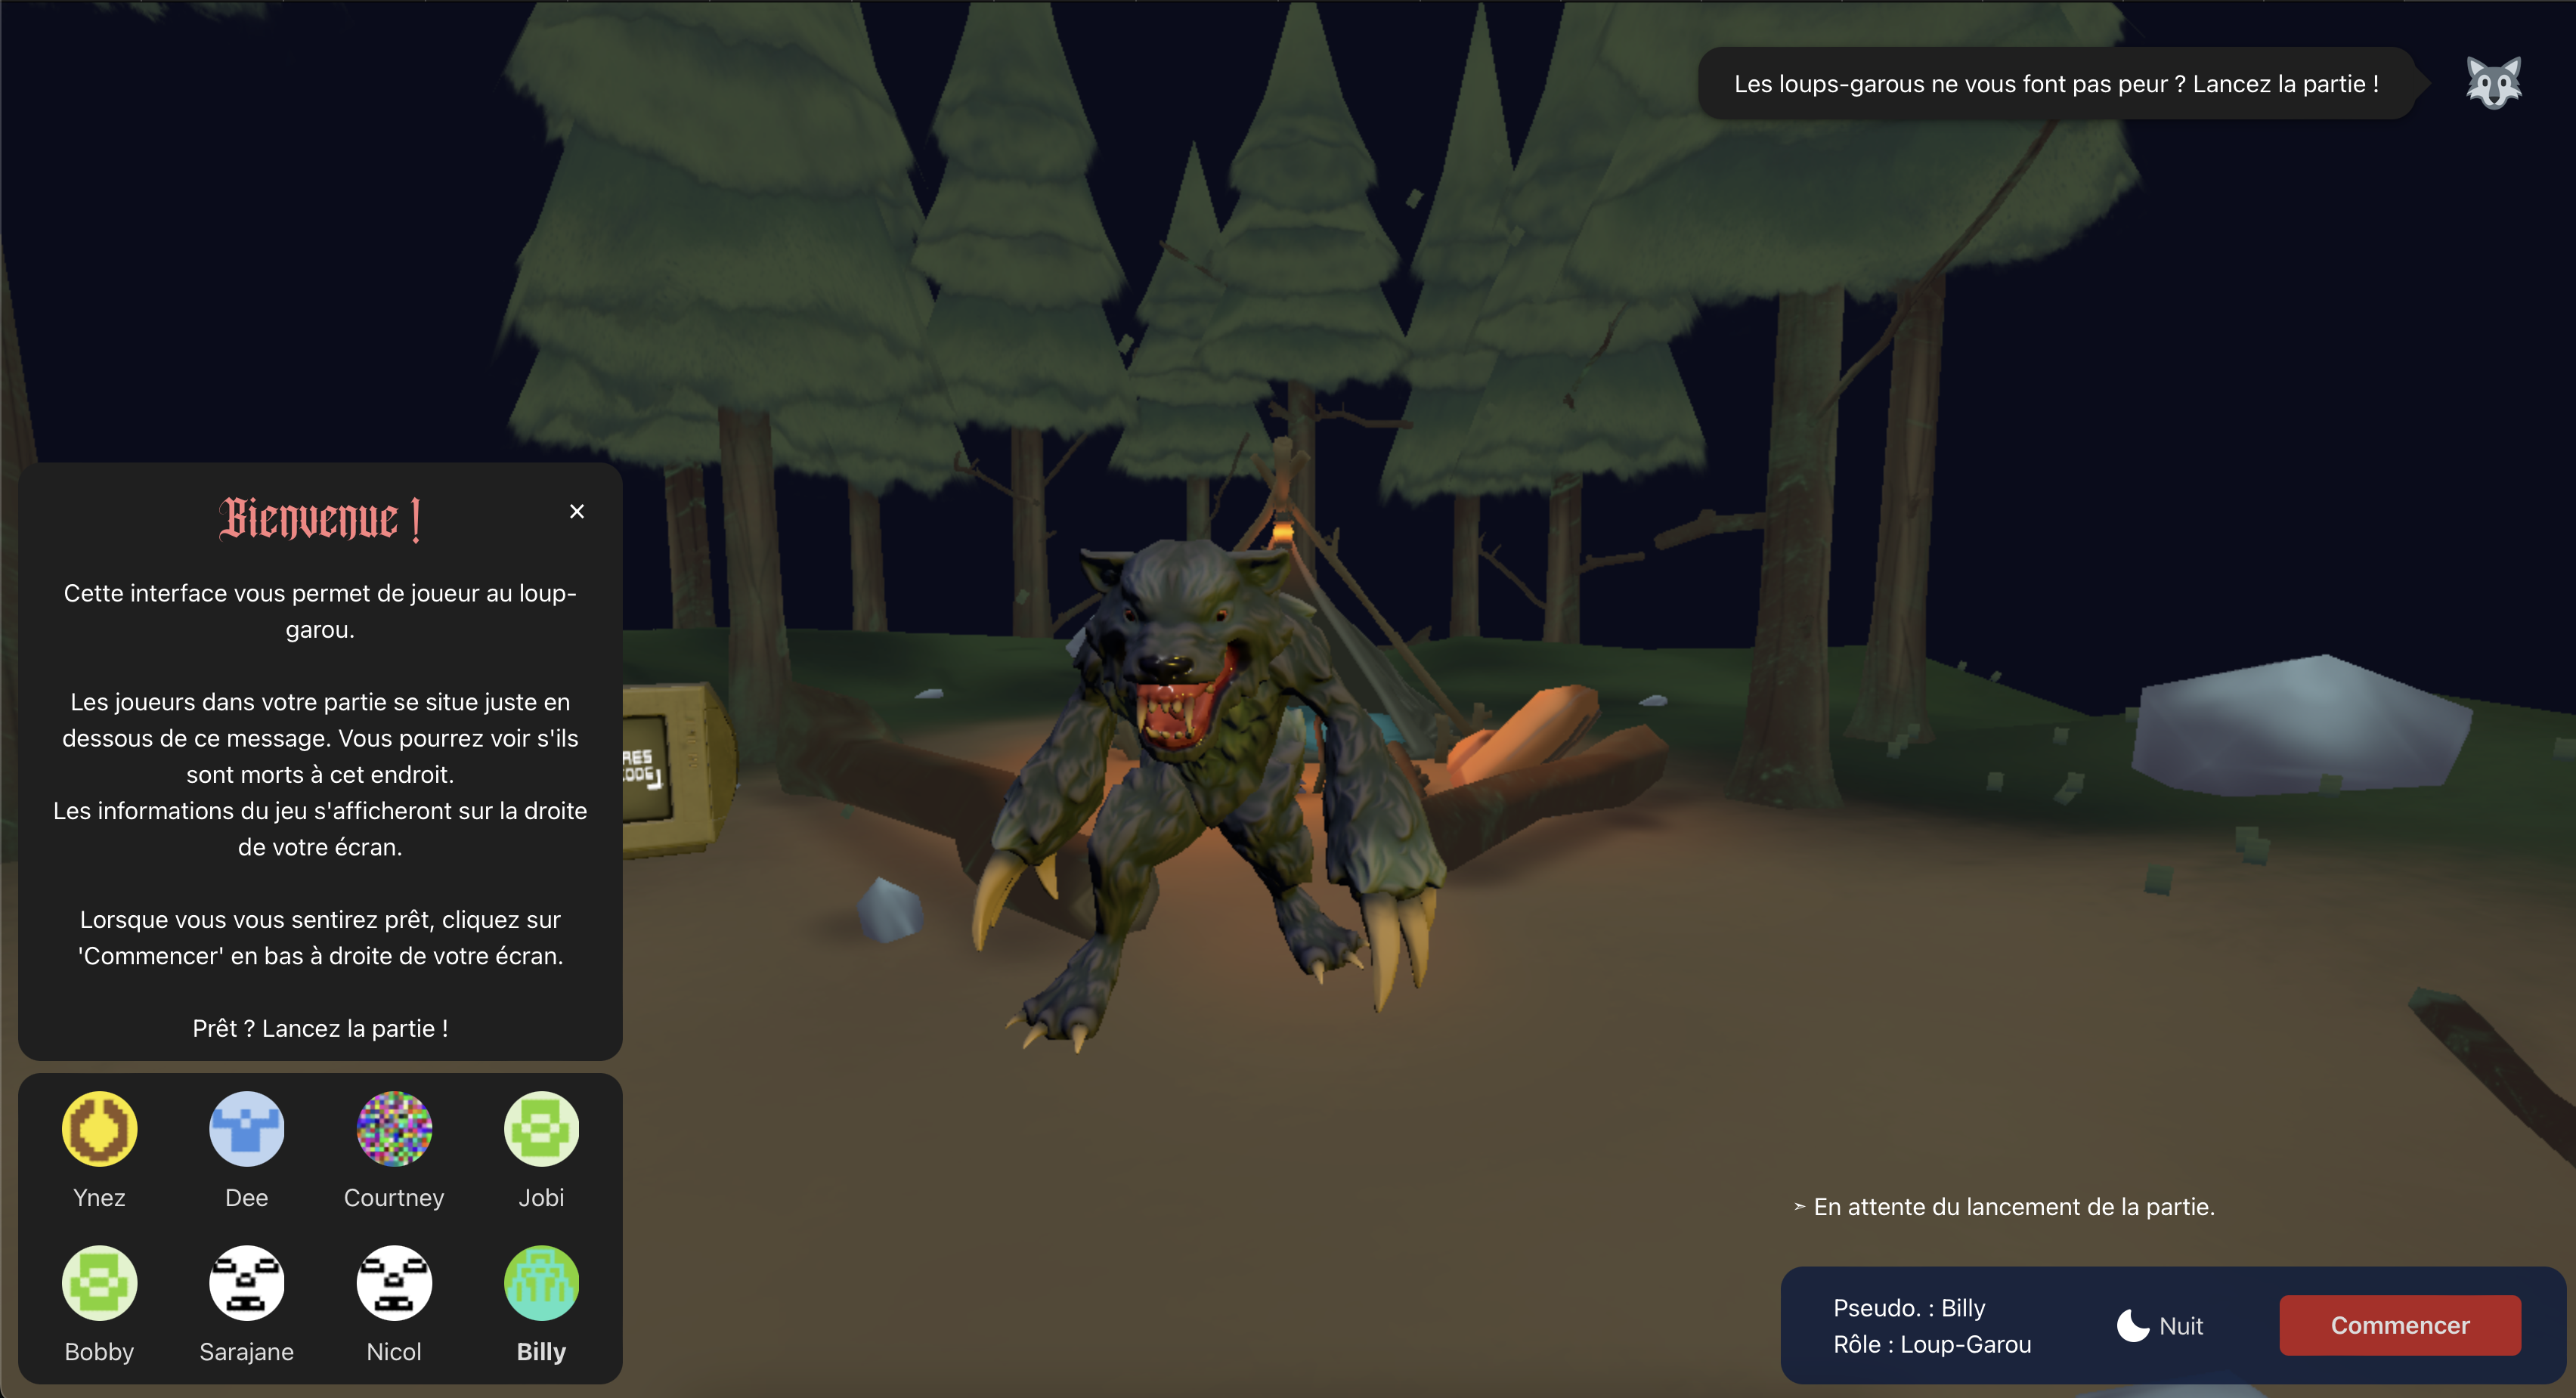 Les loups-garous ne vous font pas peur ? Lancez la partie !
Bienvenue !
Cette interface vous permet de joueur au loup-
garou.
Les joueurs dans votre partie se situe juste en
dessous de ce message. Vous pourrez voir s'ils
sont morts à cet endroit.
Les informations du jeu s'afficheront sur la droite
de votre écran.
Lorsque vous vous sentirez prêt, cliquez sur
'Commencer' en bas à droite de votre écran.
Prêt ? Lancez la partie !
Ynez
Dee
Courtney
Jobi
Bobby
Sarajane
Nicol
Billy
➣ En attente du lancement de la partie.
Pseudo. : Billy
Rôle : Loup-Garou
Nuit
Commencer